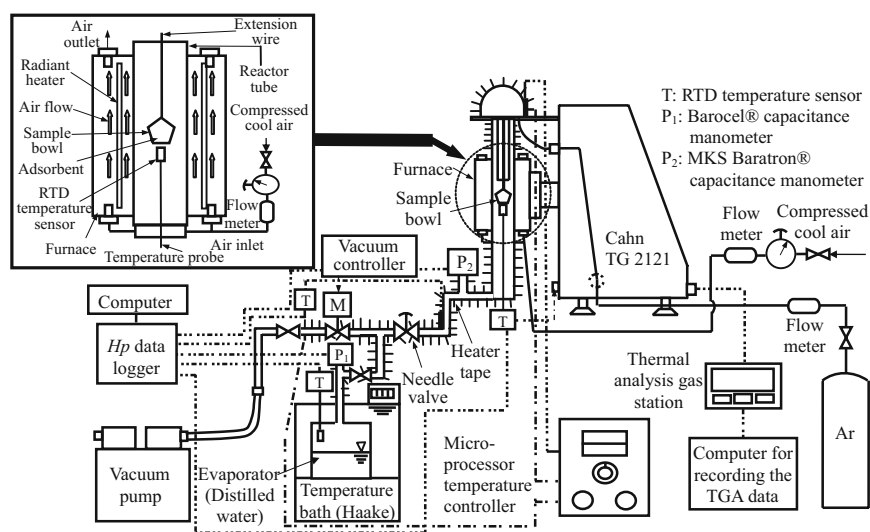 Air
outlet
Extension
wire
Reactor
tube
Radiant
heater
Air flow
Compressed
cool air
Sample
bowl
Adsorbent
RTD
temperature
sensor
Flow
meter
Furnace
Air inlet
Temperature probe
Furnace
Sample
bowl
T: RTD temperature sensor
P1: Barocel® capacitance
manometer
P2: MKS Baratron®
capacitance manometer
Cahn
TG 2121
Flow
meter
Compressed
cool air
Vacuum
controller
P2
Computer
T
M
Hp data
logger
P1
T
T
Needle
valve
Heater
tape
Flow
meter
Thermal
analysis gas
station
Ar
Vacuum
pump
Evaporator
(Distilled
water)
Temperature
bath (Haake)
Micro-
processor
temperature
controller
Computer for
recording the
TGA data